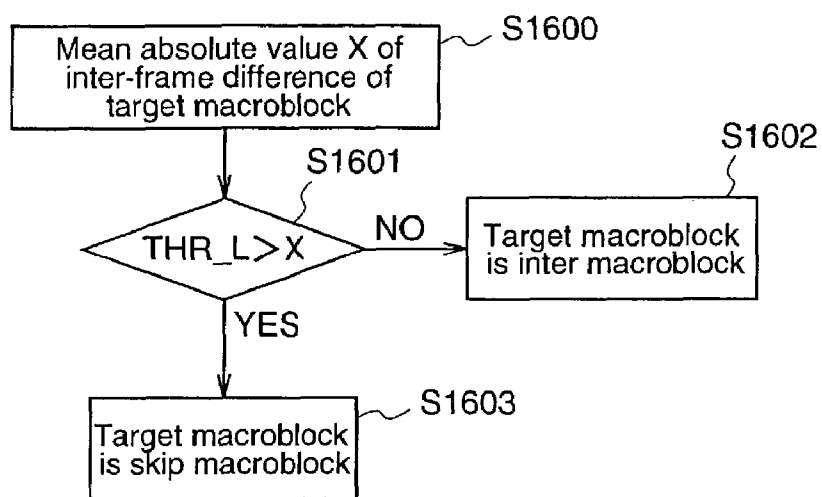 Mean absolute value X of
inter-frame difference of
target macroblock
S1600
S1601
THR_L>X
NO
S1602
Target macroblock
is inter macroblock
YES
S1603
Target macroblock
is skip macroblock